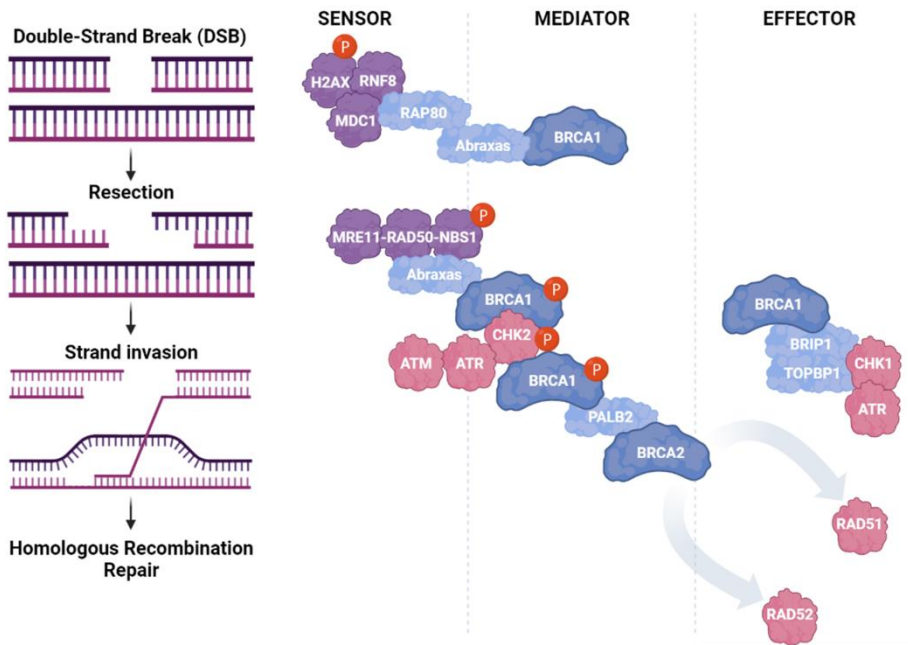 SENSOR
MEDIATOR
EFFECTOR
Double-Strand Break (DSB)
P
H2AX
RNF8
MDC1
RAP80
Abraxas
BRCA1
Resection
P
MRE11-RAD50-NBS1
Abraxas
BRCA1
P
CHK2
P
ATM
ATR
BRCA1
P
PALB2
BRCA2
BRCA1
BRIP1
TOPBP1
CHK1
ATR
Strand invasion
RAD51
RAD52
Homologous Recombination
Repair